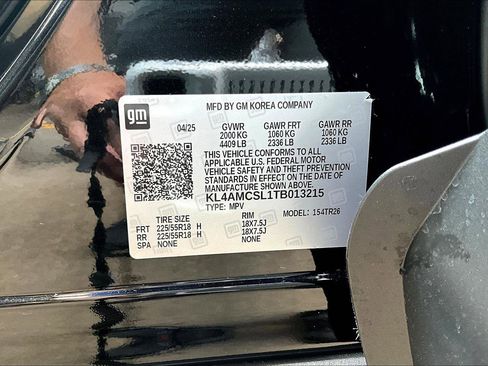 gm
MFD BY GM KOREA COMPANY
04/25 GVWR GAWR FRT GAWR RR
2000 KG 1060 KG 1060 KG
4409 LB 2336 LB 2336 LB
THIS VEHICLE CONFORMS TO ALL
APPLICABLE U.S. FEDERAL MOTOR
VEHICLE SAFETY AND THEFT PREVENTION
STANDARDS IN EFFECT ON THE DATE OF
MANUFACTURE SHOWN ABOVE.
KL4AMCSL1TB013215
TYPE: MPV MODEL: 154TR26
TIRE SIZE RIM
FRT 225/55R18 H 18X7.5J
RR 225/55R18 H 18X7.5J
SPA NONE NONE